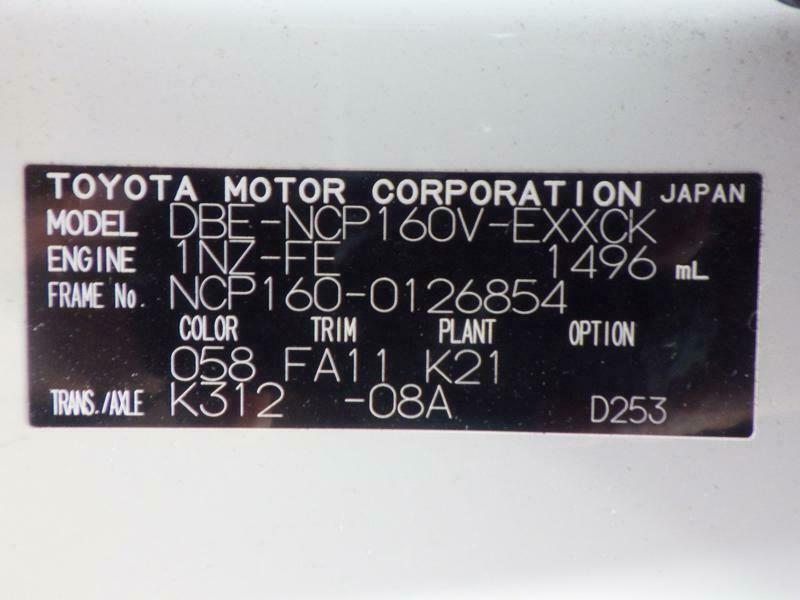 TOYOTA MOTOR CORPORATION JAPAN
MODEL DBE-NCP160V-EXXCK
ENGINE 1NZ-FE 1496 mL
FRAME No. NCP160-0126854
COLOR TRIM PLANT OPTION
058 FA11 K21
TRANS./AXLE K312 -08A D253